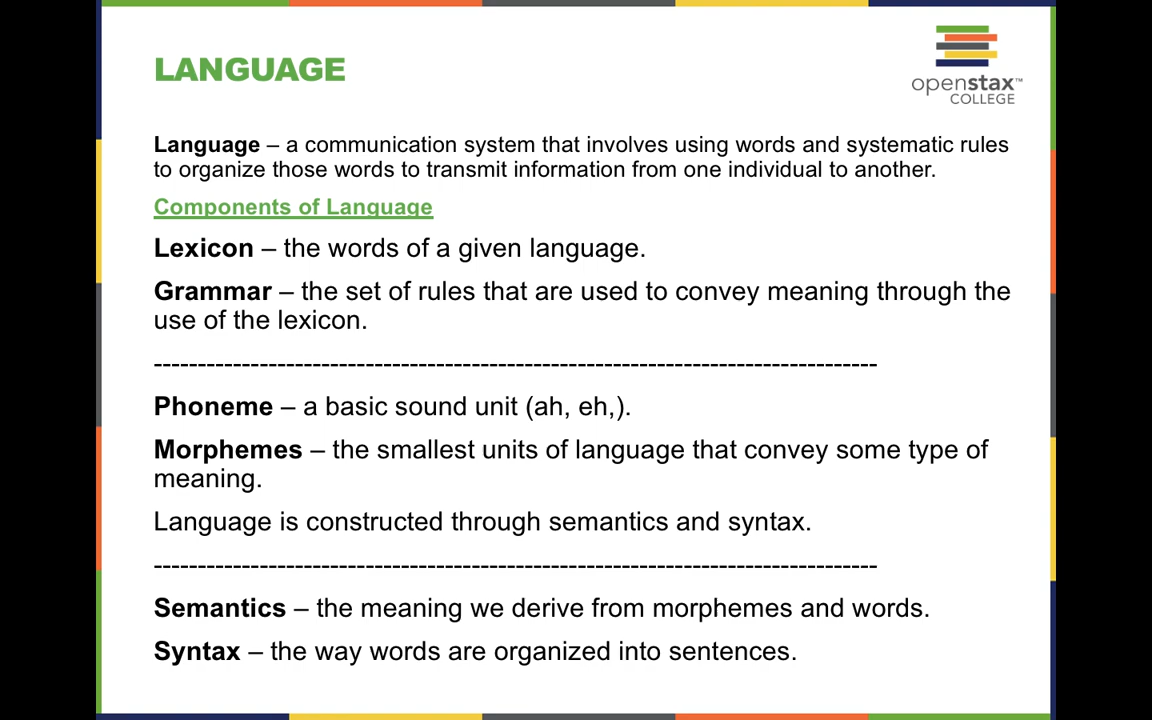 LANGUAGE
openstax™
COLLEGE
Language – a communication system that involves using words and systematic rules
to organize those words to transmit information from one individual to another.
Components of Language
Lexicon – the words of a given language.
Grammar – the set of rules that are used to convey meaning through the
use of the lexicon.
----------------------------------------------------------------------------------
Phoneme – a basic sound unit (ah, eh,).
Morphemes – the smallest units of language that convey some type of
meaning.
Language is constructed through semantics and syntax.
----------------------------------------------------------------------------------
Semantics – the meaning we derive from morphemes and words.
Syntax – the way words are organized into sentences.